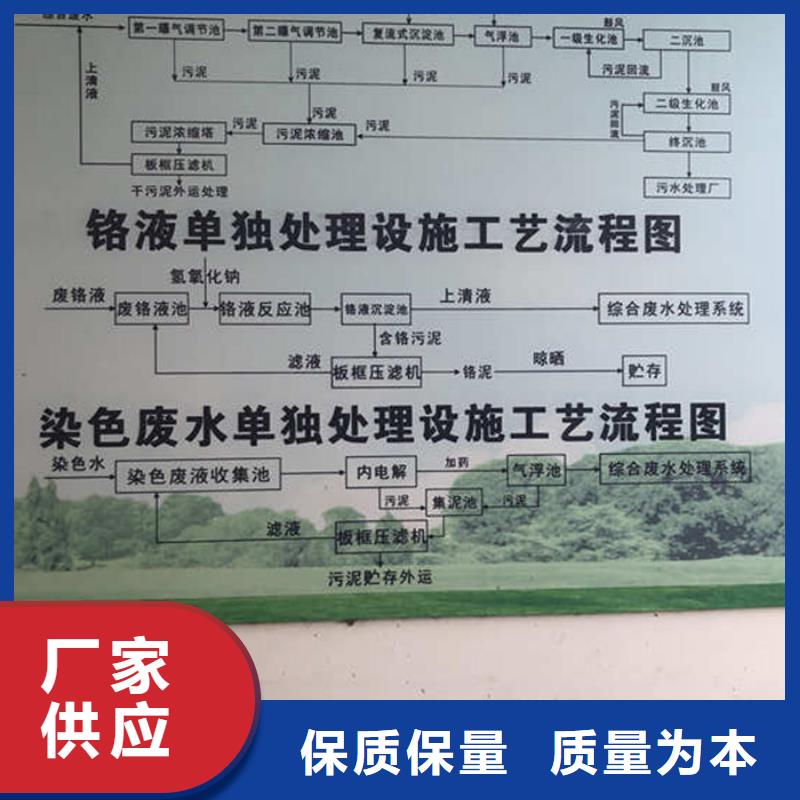 综合废水
第一曝气调节池 第二曝气调节池 复流式沉淀池 气浮池 鼓风 一级生化池 二沉池
上清液 污泥 污泥 污泥 污泥 污泥回流 鼓风
污泥 二级生化池
污泥回流
污泥浓缩塔 污泥 污泥浓缩池 污泥 终沉池
板框压滤机
干污泥外运处理 污水处理厂
铬液单独处理设施工艺流程图
氢氧化钠
废铬液 废铬液池 铬液反应池 铬液沉淀池 上清液 综合废水处理系统
含铬污泥
滤液 板框压滤机 铬泥 晾晒 贮存
染色废水单独处理设施工艺流程图
染色水 染色废液收集池 内电解 加药 气浮池 综合废水处理系统
污泥 集泥池 污泥
滤液 板框压滤机
污泥贮存外运
厂家
供应
保质保量 质量为本